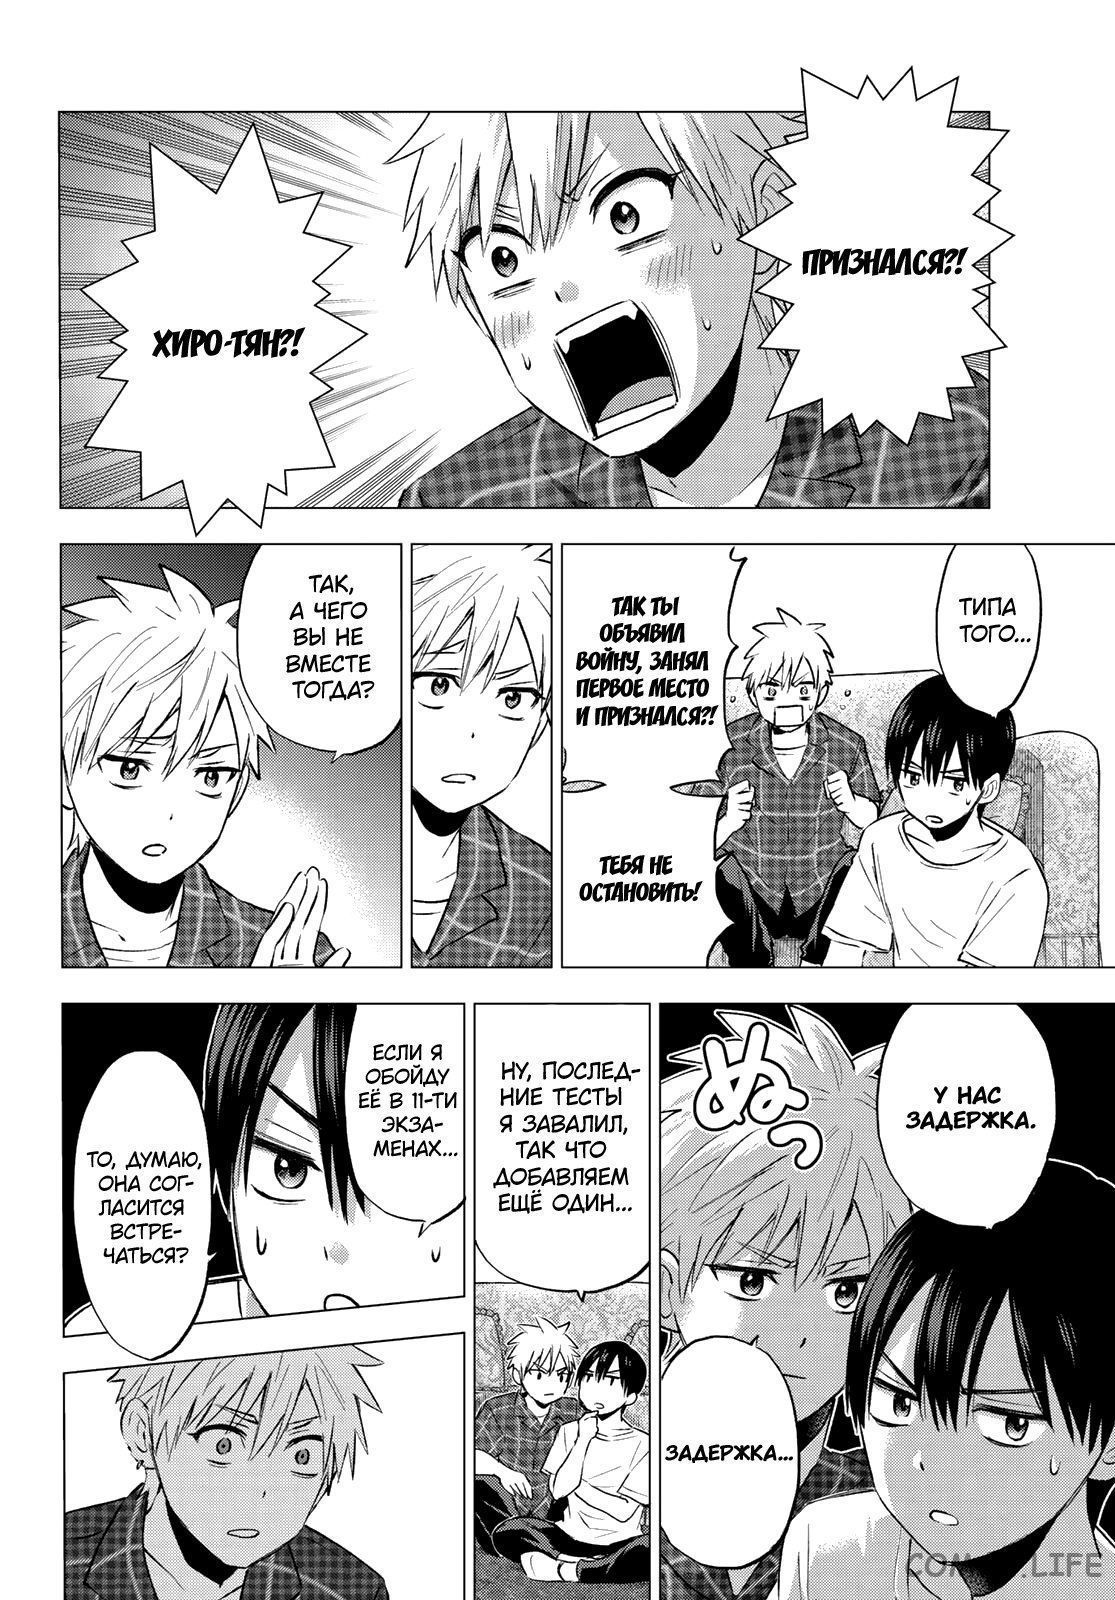 ПРИЗНАЛСЯ?!
ХИРО-ТЯН?!
ТИПА
ТОГО...
ТАК ТЫ
ОБЪЯВИЛ
ВОЙНУ, ЗАНЯЛ
ПЕРВОЕ МЕСТО
И ПРИЗНАЛСЯ?!
ТЕБЯ НЕ
ОСТАНОВИТЬ!
ТАК,
А ЧЕГО
ВЫ НЕ
ВМЕСТЕ
ТОГДА?
У НАС
ЗАДЕРЖКА.
ぬっ
ЗАДЕРЖКА...
НУ, ПОСЛЕД-
НИЕ ТЕСТЫ
Я ЗАВАЛИЛ,
ТАК ЧТО
ДОБАВЛЯЕМ
ЕЩЁ ОДИН...
ЕСЛИ Я
ОБОЙДУ
ЕЁ В 11-ТИ
ЭКЗА-
МЕНАХ...
ТО, ДУМАЮ,
ОНА СОГ-
ЛАСИТСЯ
ВСТРЕ-
ЧАТЬСЯ?